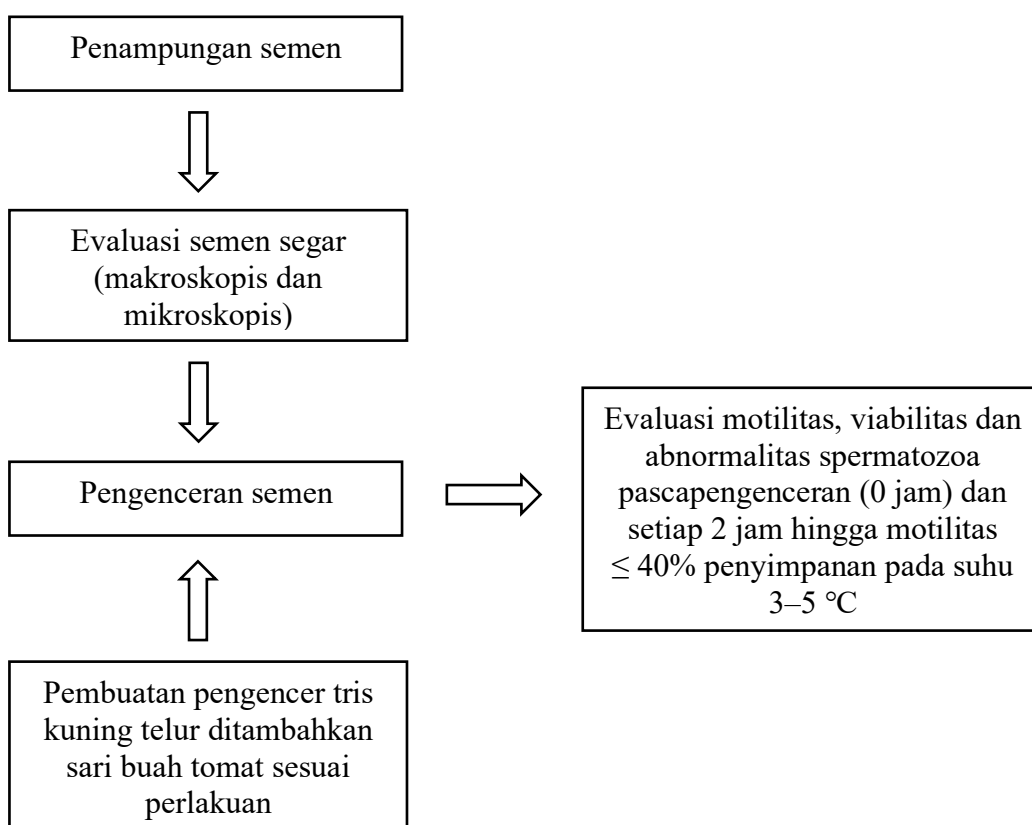 Penampungan semen
Evaluasi semen segar
(makroskopis dan
mikroskopis)
Pengenceran semen
Evaluasi motilitas, viabilitas dan
abnormalitas spermatozoa
pascapengenceran (0 jam) dan
setiap 2 jam hingga motilitas
≤ 40% penyimpanan pada suhu
3–5 °C
Pembuatan pengencer tris
kuning telur ditambahkan
sari buah tomat sesuai
perlakuan